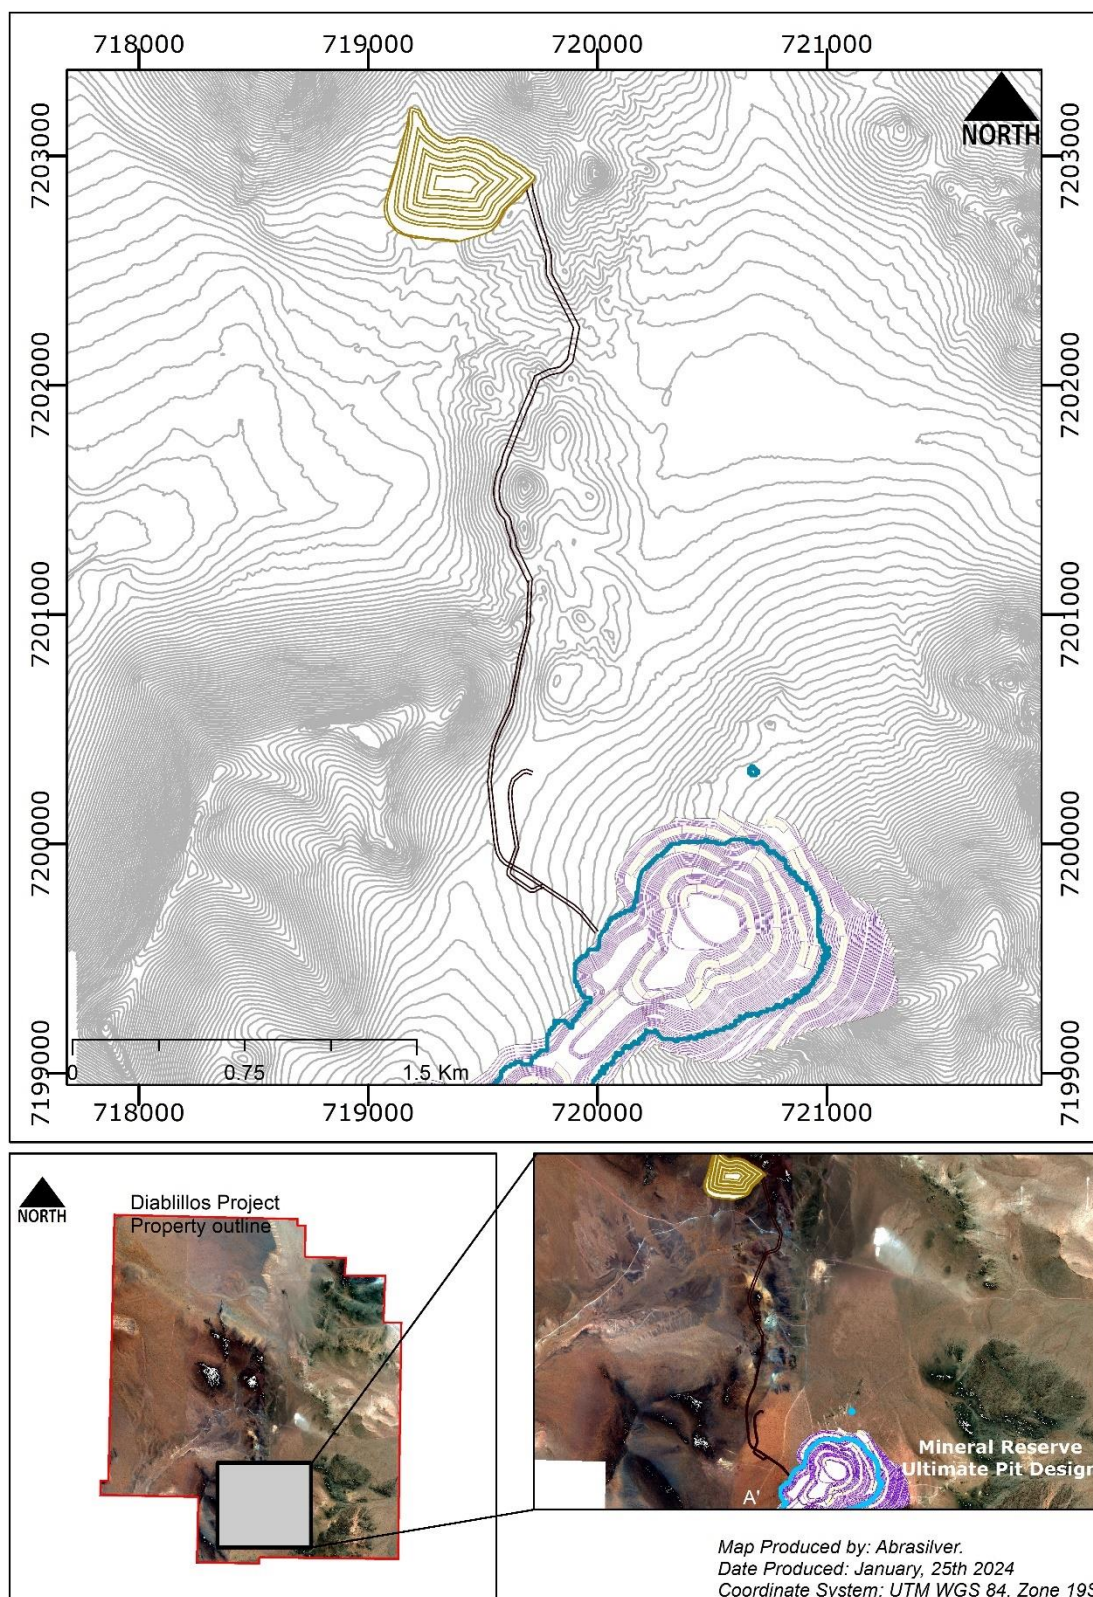 718000 719000 720000 721000
NORTH
7203000 7203000
7202000 7202000
7201000 7201000
7200000 7200000
7199000 7199000
0 0.75 1.5 Km
718000 719000 720000 721000
NORTH
Diablillos Project
Property outline
Mineral Reserve
Ultimate Pit Design
A'
Map Produced by: Abrasilver.
Date Produced: January, 25th 2024
Coordinate System: UTM WGS 84, Zone 19S